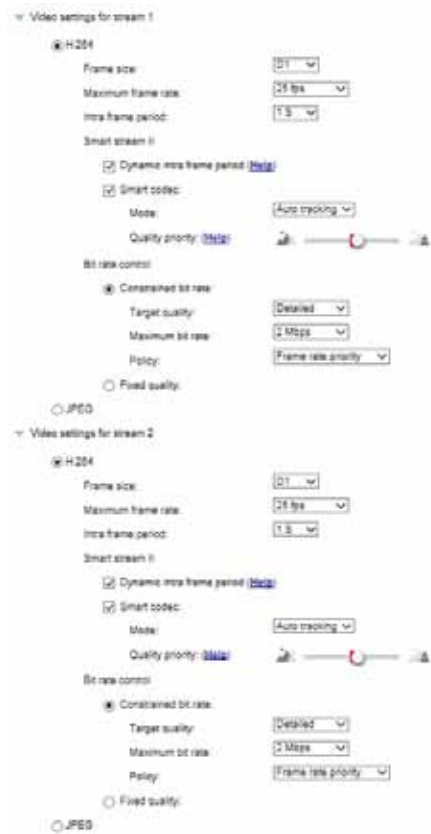 Video settings for stream 1
H.264
Frame size: D1
Maximum frame rate: 25 fps
Intra frame period: 1 S
Smart stream II
Dynamic intra frame period (Help)
Smart codec:
Mode: Auto tracking
Quality priority: (Help)
Bit rate control
Constrained bit rate:
Target quality: Detailed
Maximum bit rate: 2 Mbps
Policy: Frame rate priority
Fixed quality:
JPEG
Video settings for stream 2
H.264
Frame size: D1
Maximum frame rate: 25 fps
Intra frame period: 1 S
Smart stream II
Dynamic intra frame period (Help)
Smart codec:
Mode: Auto tracking
Quality priority: (Help)
Bit rate control
Constrained bit rate:
Target quality: Detailed
Maximum bit rate: 2 Mbps
Policy: Frame rate priority
Fixed quality:
JPEG